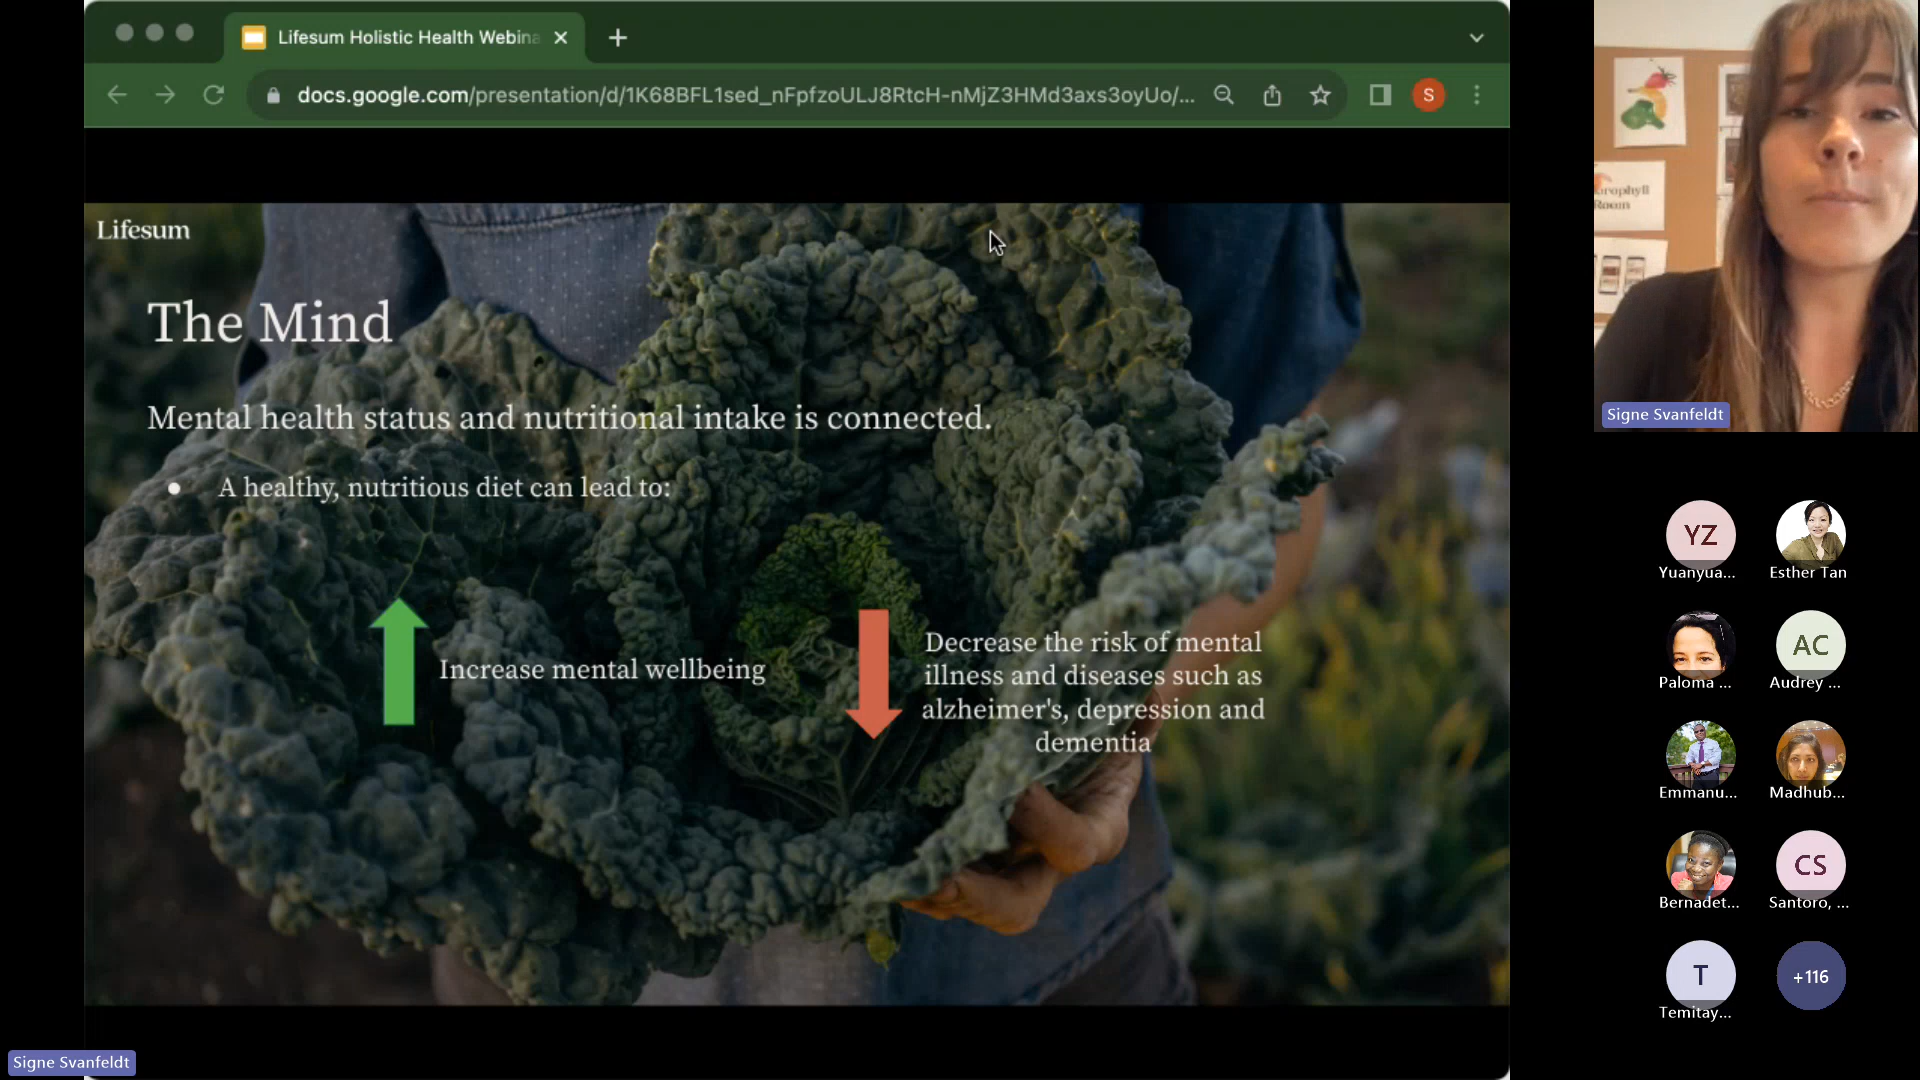 Lifesum Holistic Health Webina
docs.google.com/presentation/d/1K68BFL1sed_nFpfzoULJ8RtcH-nMjZ3HMd3axs3oyUo/...
S
Lifesum
The Mind
Mental health status and nutritional intake is connected.
• A healthy, nutritious diet can lead to:
Increase mental wellbeing
Decrease the risk of mental
illness and diseases such as
alzheimer's, depression and
dementia
Signe Svanfeldt
Room
Signe Svanfeldt
YZ
Yuanyua...
Esther Tan
Paloma ...
AC
Audrey ...
Emmanu...
Madhub...
Bernadet...
CS
Santoro, ...
T
Temitay...
+116